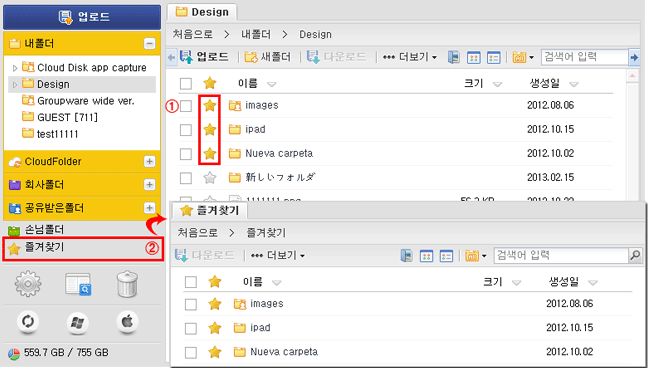 업로드
내폴더
Cloud Disk app capture
Design
Groupware wide ver.
GUEST [711]
test11111
CloudFolder
회사폴더
공유받은폴더
손님폴더
즐겨찾기 ②
559.7 GB / 755 GB
Design
처음으로 > 내폴더 > Design
업로드 새폴더 다운로드 ••• 더보기 검색어 입력
이름 크기 생성일
① images 2012.08.06
ipad 2012.10.15
Nueva carpeta 2012.10.02
新しいフォルダ 2013.02.15
즐겨찾기
처음으로 > 즐겨찾기
다운로드 ••• 더보기 검색어 입력
이름 크기 생성일
images 2012.08.06
ipad 2012.10.15
Nueva carpeta 2012.10.02